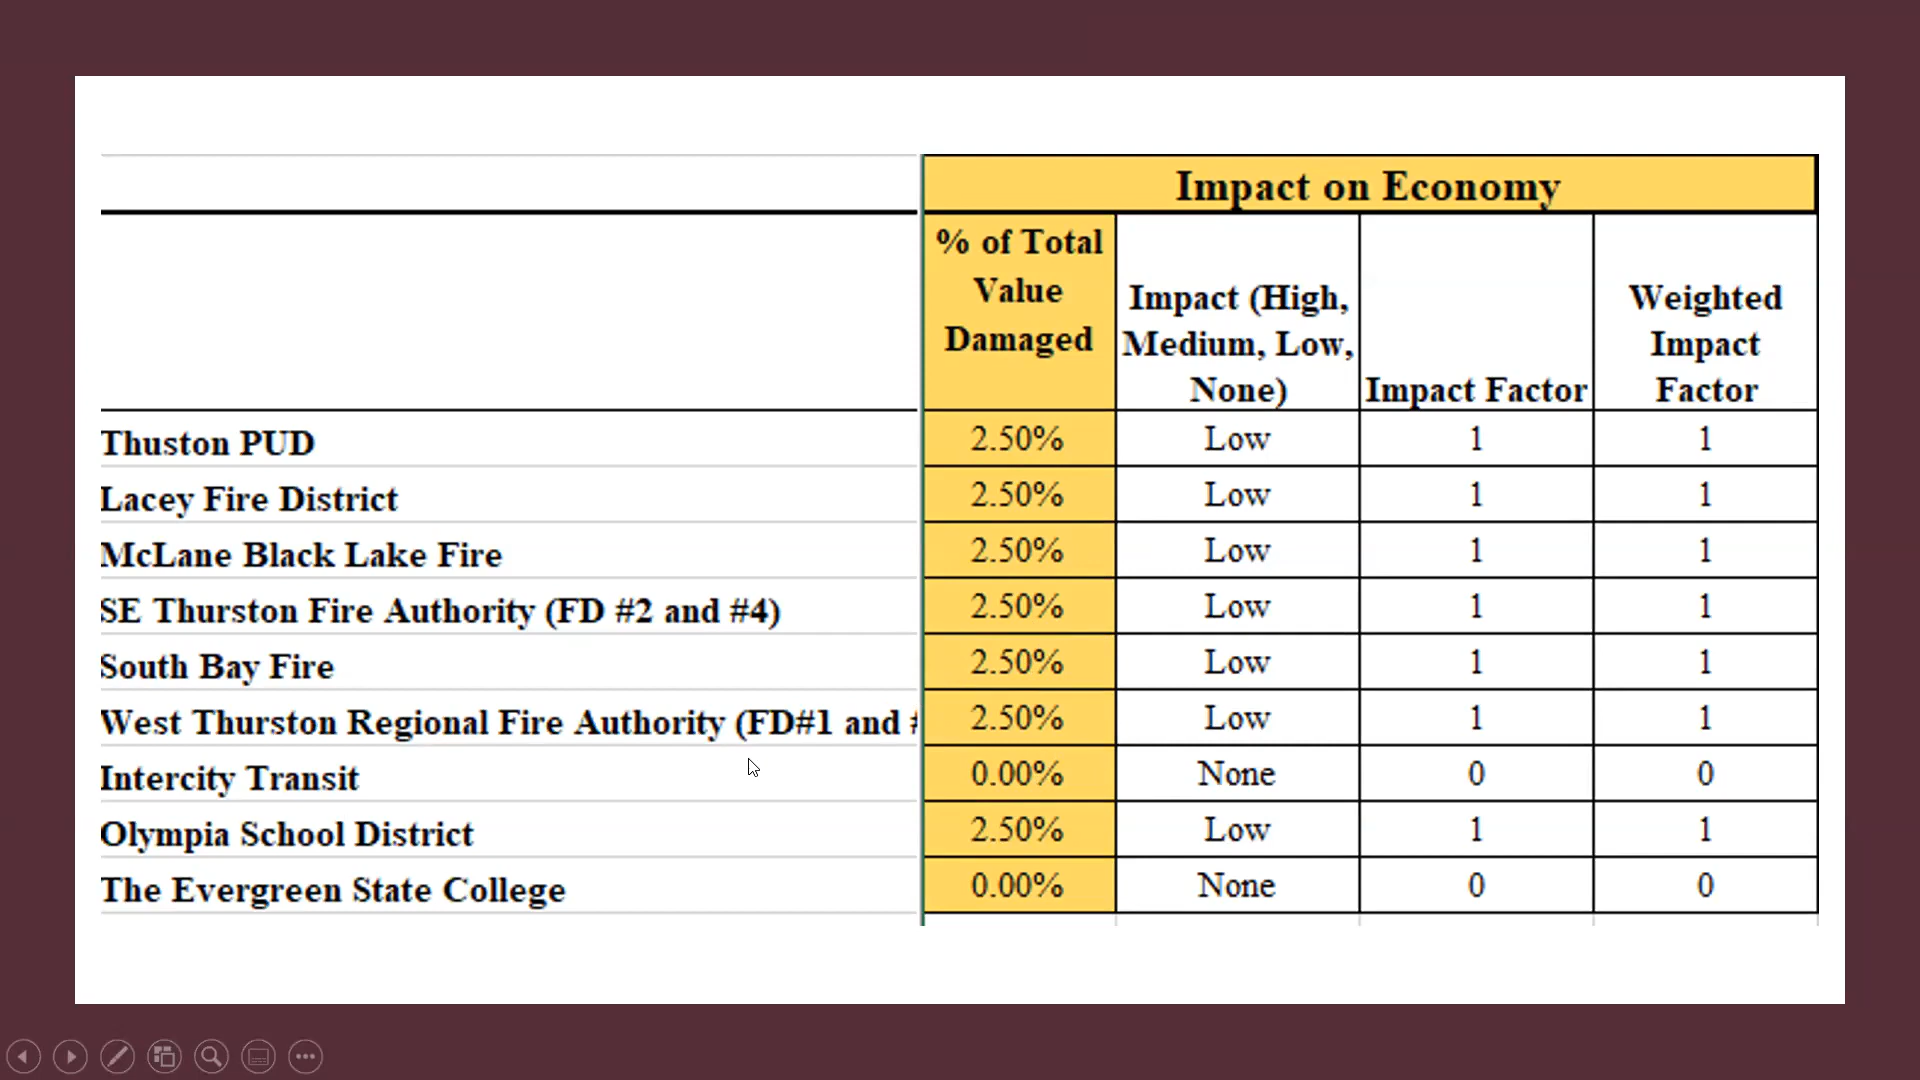 Impact on Economy
% of Total Value Damaged
Impact (High, Medium, Low, None)
Impact Factor
Weighted Impact Factor
Thuston PUD 2.50% Low 1 1
Lacey Fire District 2.50% Low 1 1
McLane Black Lake Fire 2.50% Low 1 1
SE Thurston Fire Authority (FD #2 and #4) 2.50% Low 1 1
South Bay Fire 2.50% Low 1 1
West Thurston Regional Fire Authority (FD#1 and # 2.50% Low 1 1
Intercity Transit 0.00% None 0 0
Olympia School District 2.50% Low 1 1
The Evergreen State College 0.00% None 0 0